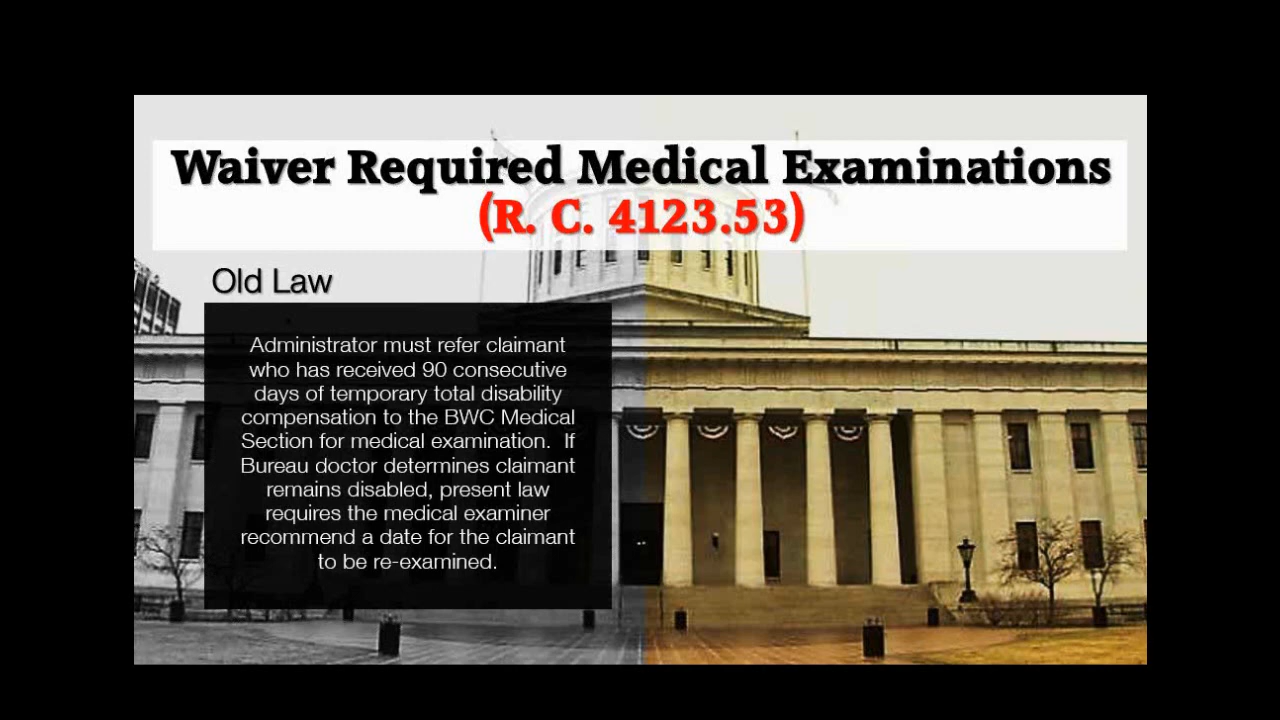 Waiver Required Medical Examinations
(R. C. 4123.53)
Old Law
Administrator must refer claimant
who has received 90 consecutive
days of temporary total disability
compensation to the BWC Medical
Section for medical examination.  If
Bureau doctor determines claimant
remains disabled, present law
requires the medical examiner
recommend a date for the claimant
to be re-examined.